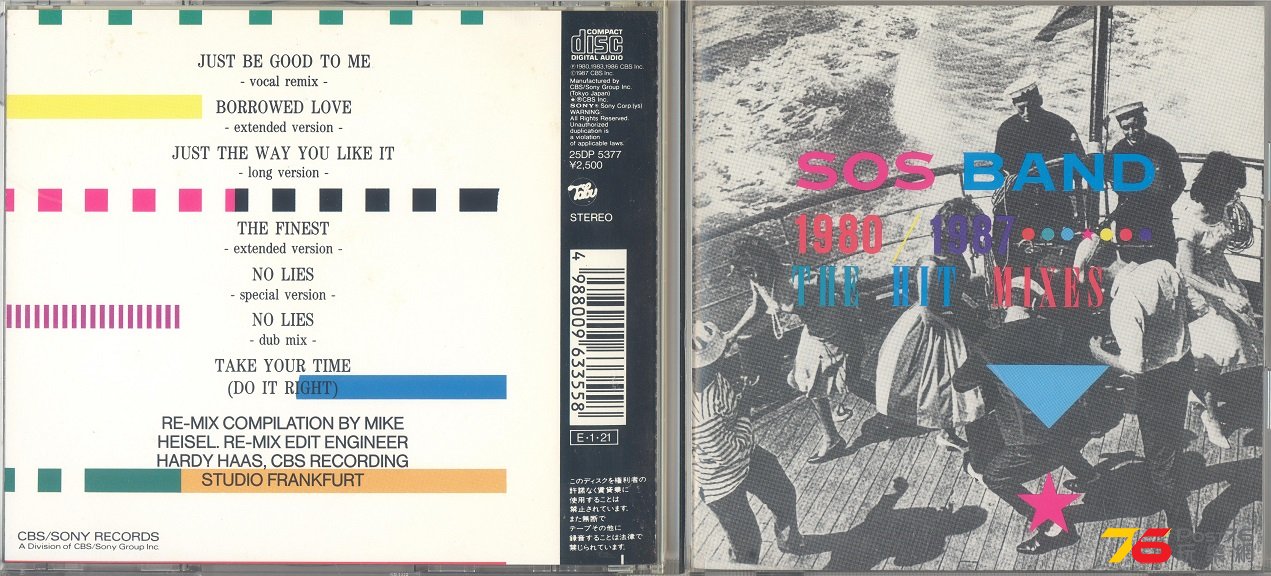 JUST BE GOOD TO ME
- vocal remix -
BORROWED LOVE
- extended version -
JUST THE WAY YOU LIKE IT
- long version -
THE FINEST
- extended version -
NO LIES
- special version -
NO LIES
- dub mix -
TAKE YOUR TIME
(DO IT RIGHT)
RE-MIX COMPILATION BY MIKE
HEISEL. RE-MIX EDIT ENGINEER
HARDY HAAS, CBS RECORDING
STUDIO FRANKFURT
CBS/SONY RECORDS
A Division of CBS/Sony Group Inc.
COMPACT
disc
DIGITAL AUDIO
℗1980,1983,1986 CBS Inc.
©1987 CBS Inc.
Manufactured by
CBS/Sony Group Inc.
(Tokyo Japan)
®CBS Inc.
SONY® Sony Corp.(ys)
WARNING:
All Rights Reserved.
Unauthorized
duplication is
a violation
of applicable laws.
25DP 5377
¥2,500
Tabu
STEREO
4 988009 633558
E・1・21
このディスクを権利者の
許諾なく賃貸業に
使用することは
禁止されています.
また無断で
テープその他に
録音することは法律で
禁じられています.
SOS BAND
1980/1987
THE HIT MIXES
76